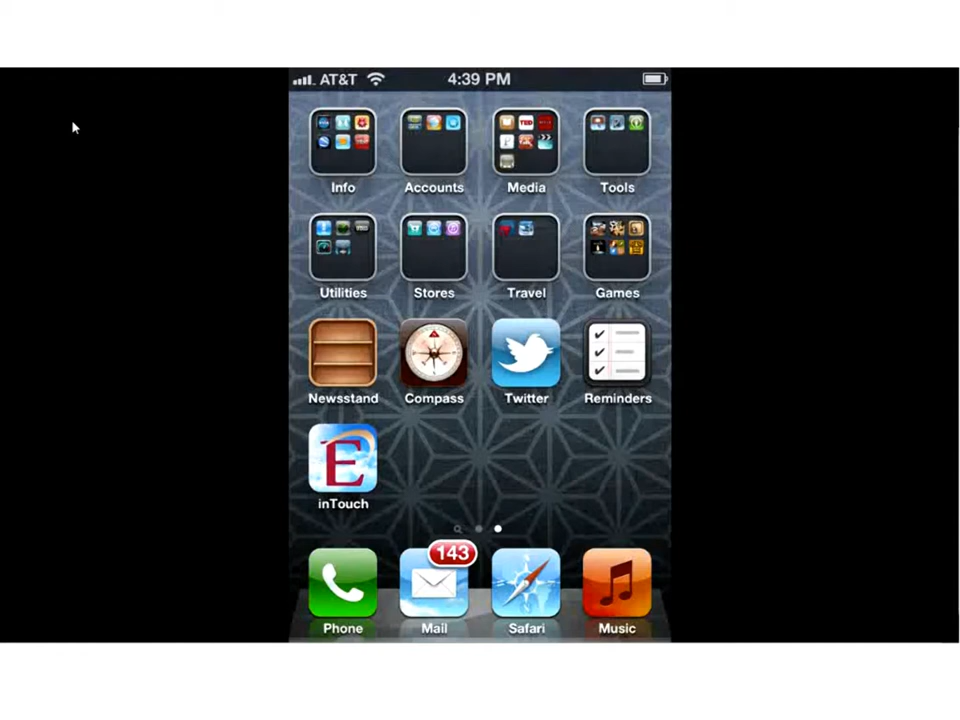 AT&T 4:39 PM
Info Accounts Media Tools
Utilities Stores Travel Games
Newsstand Compass Twitter Reminders
E
inTouch
143
Phone Mail Safari Music